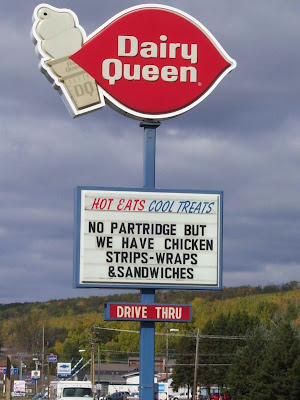 Dairy
Queen
DQ
HOT EATS COOL TREATS
NO PARTRIDGE BUT
WE HAVE CHICKEN
STRIPS-WRAPS
&SANDWICHES
DRIVE THRU